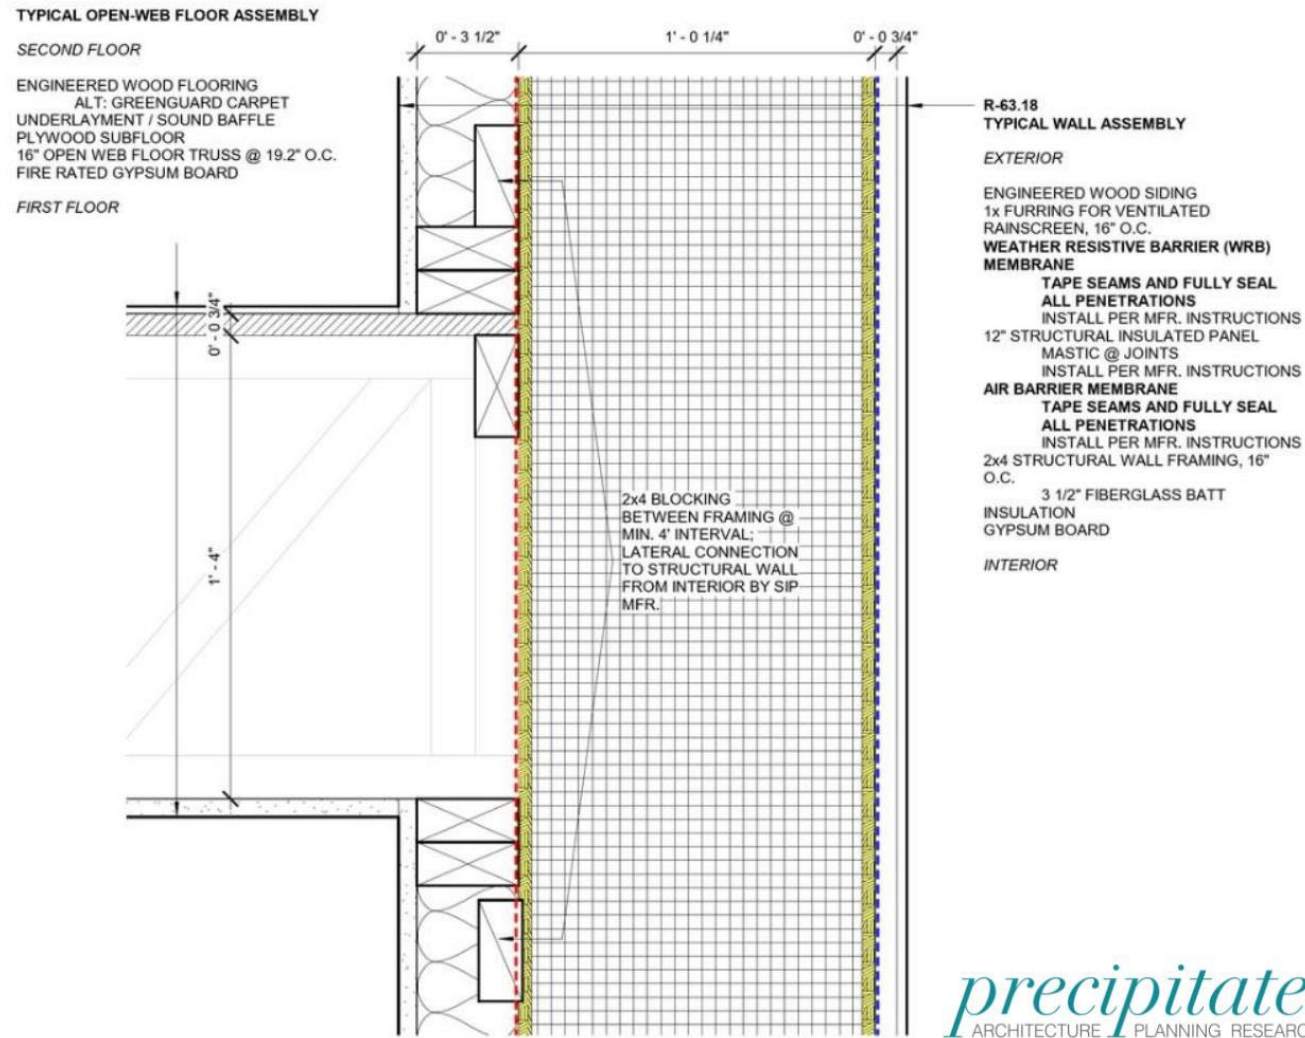 TYPICAL OPEN-WEB FLOOR ASSEMBLY
SECOND FLOOR
ENGINEERED WOOD FLOORING
ALT: GREENGUARD CARPET
UNDERLAYMENT / SOUND BAFFLE
PLYWOOD SUBFLOOR
16" OPEN WEB FLOOR TRUSS @ 19.2" O.C.
FIRE RATED GYPSUM BOARD
FIRST FLOOR
0' - 3 1/2"
1' - 0 1/4"
0' - 0 3/4"
R-63.18
TYPICAL WALL ASSEMBLY
EXTERIOR
ENGINEERED WOOD SIDING
1x FURRING FOR VENTILATED
RAINSCREEN, 16" O.C.
WEATHER RESISTIVE BARRIER (WRB)
MEMBRANE
TAPE SEAMS AND FULLY SEAL
ALL PENETRATIONS
INSTALL PER MFR. INSTRUCTIONS
12" STRUCTURAL INSULATED PANEL
MASTIC @ JOINTS
INSTALL PER MFR. INSTRUCTIONS
AIR BARRIER MEMBRANE
TAPE SEAMS AND FULLY SEAL
ALL PENETRATIONS
INSTALL PER MFR. INSTRUCTIONS
2x4 STRUCTURAL WALL FRAMING, 16"
O.C.
3 1/2" FIBERGLASS BATT
INSULATION
GYPSUM BOARD
INTERIOR
0' - 0 3/4"
1' - 4"
2x4 BLOCKING
BETWEEN FRAMING @
MIN. 4' INTERVAL;
LATERAL CONNECTION
TO STRUCTURAL WALL
FROM INTERIOR BY SIP
MFR.
precipitate
ARCHITECTURE PLANNING RESEARC